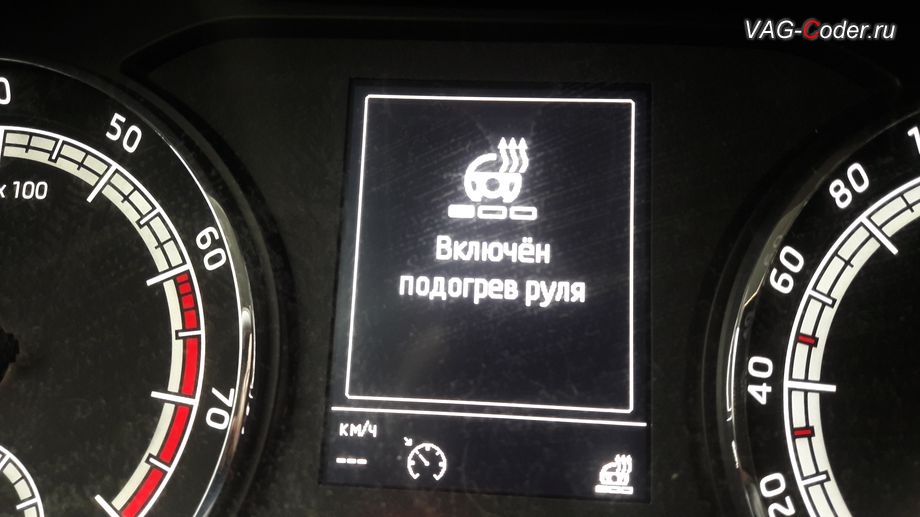 VAG-Coder.ru
50
60
70
x 100
Включён
подогрев руля
км/ч
---
80
60
40
20